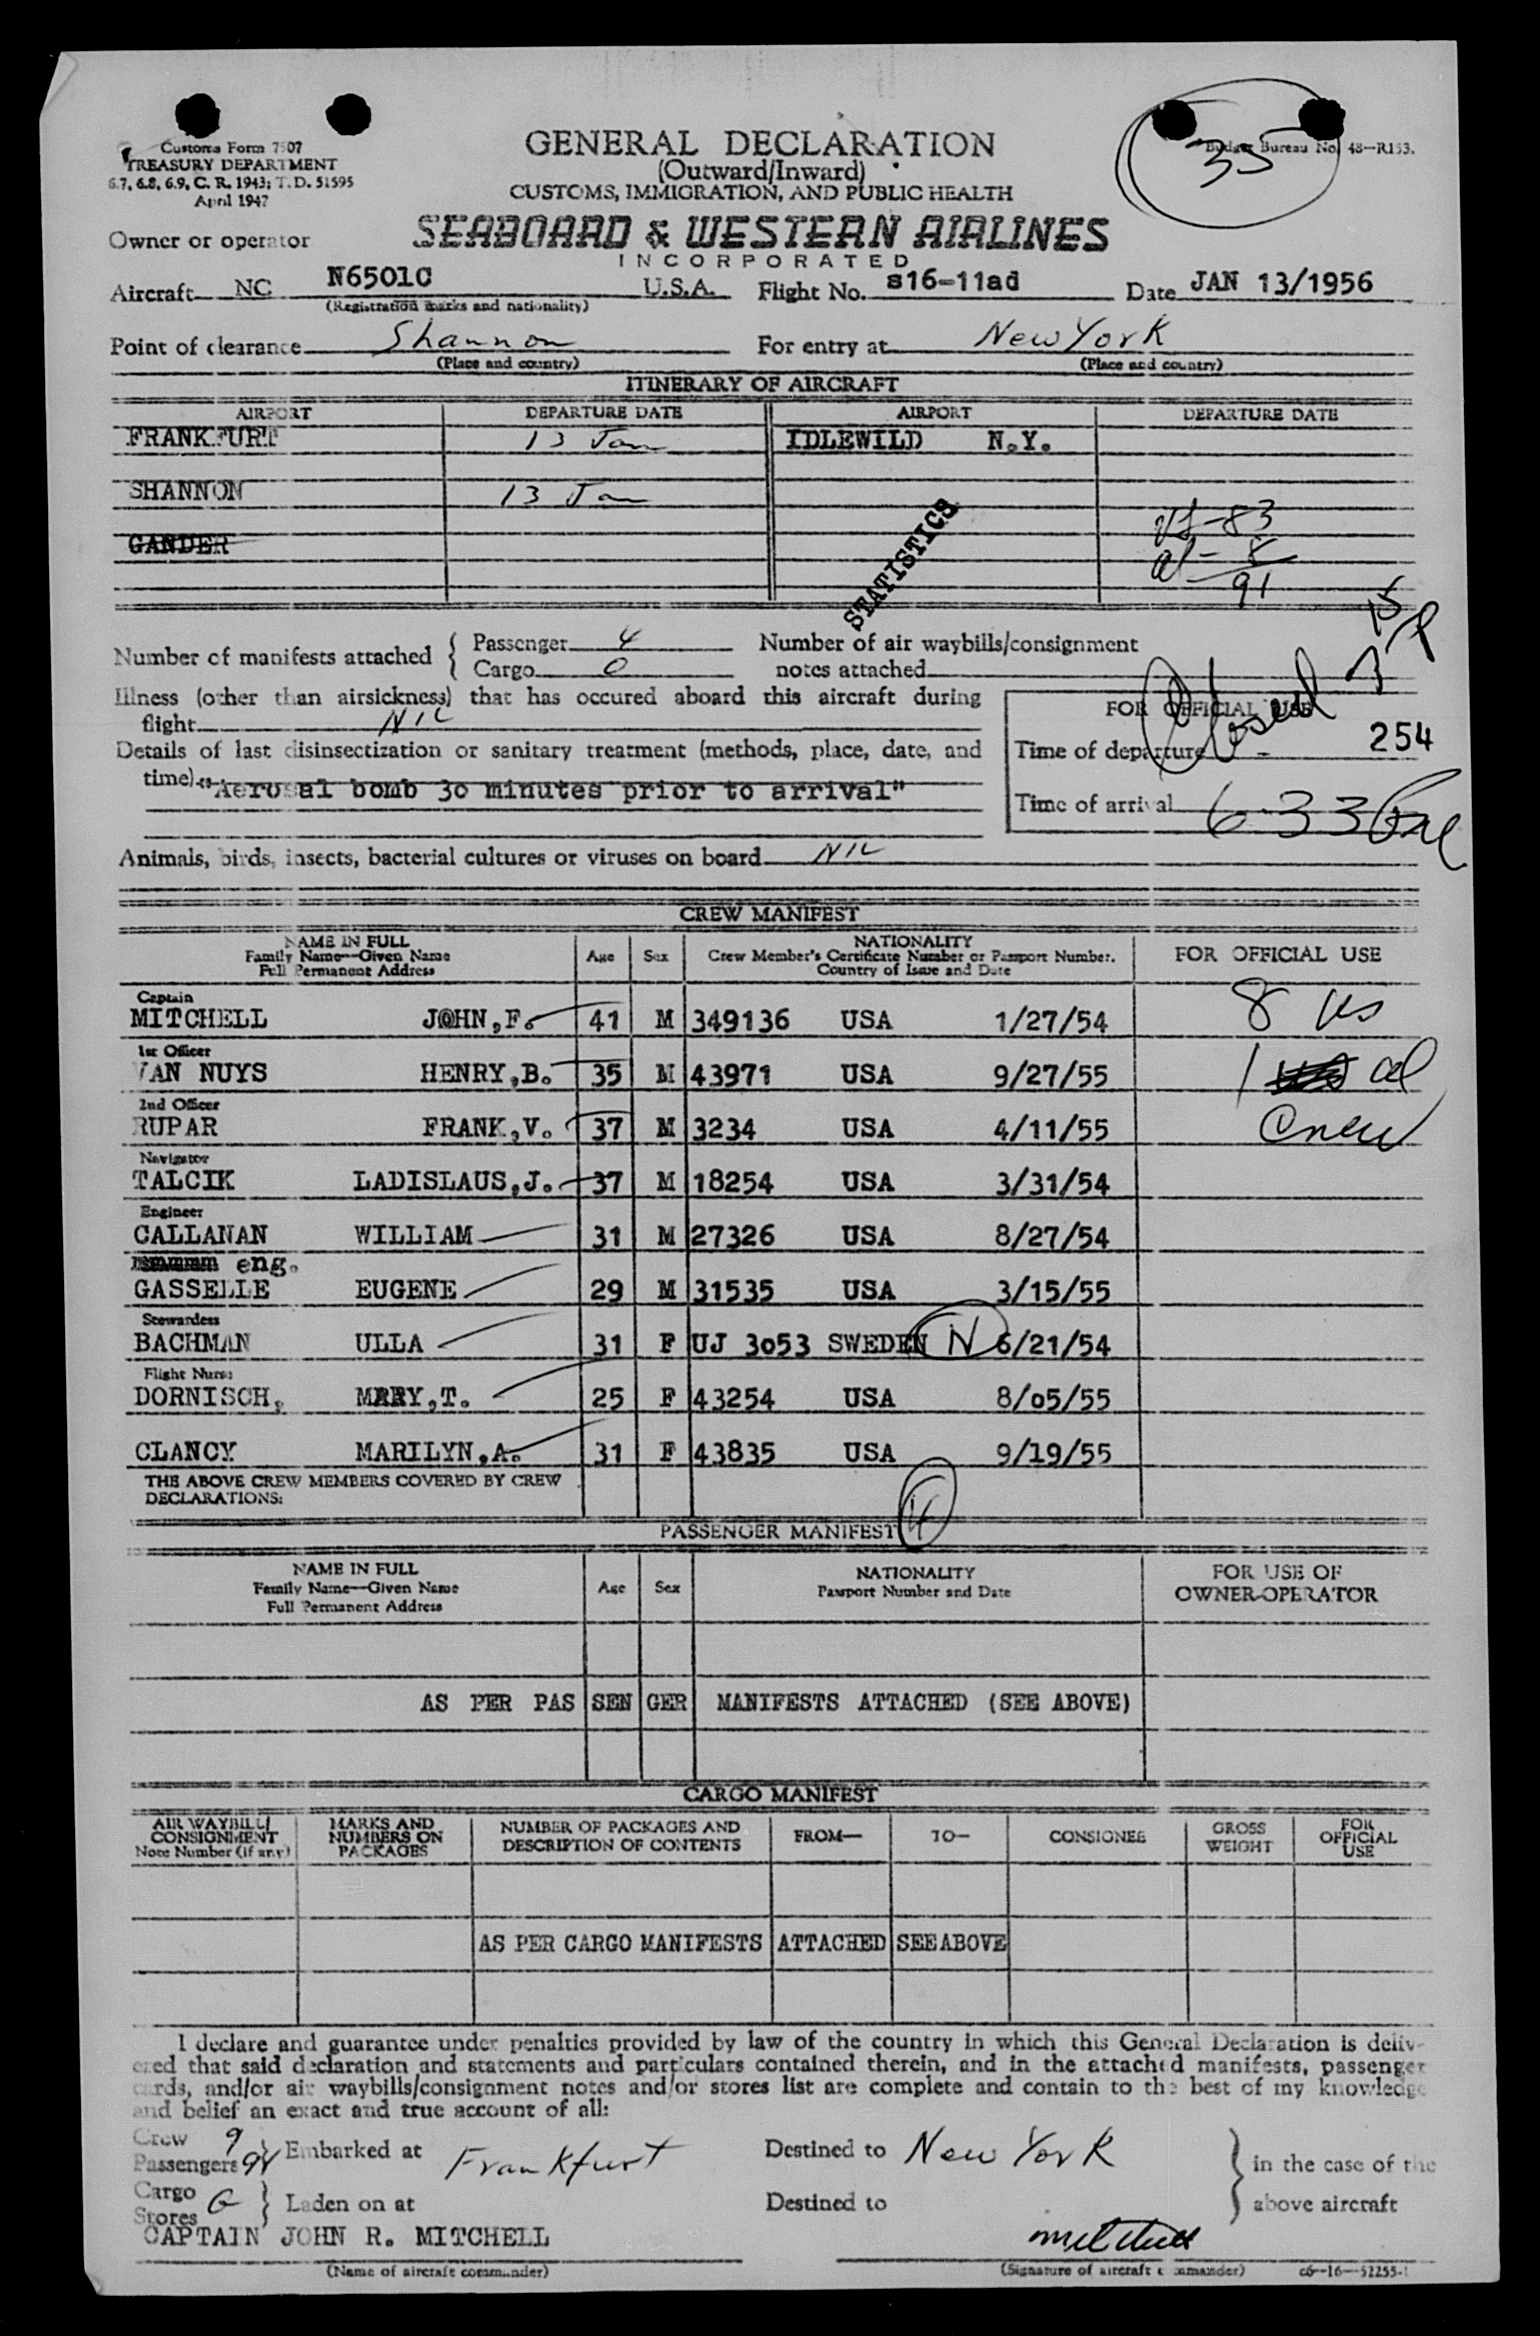 Customs Form 7507
TREASURY DEPARTMENT
6.7, 6.8, 6.9, C. R. 1943; T. D. 51595
April 1947
GENERAL DECLARATION
(Outward/Inward)
CUSTOMS, IMMIGRATION, AND PUBLIC HEALTH
Budget Bureau No. 48-R153.
35
Owner or operator
SEABOARD & WESTERN AIRLINES
INCORPORATED
Aircraft NC N6501C U.S.A. Flight No. s16-11ad Date JAN 13/1956
(Registration marks and nationality)
Point of clearance Shannon For entry at New York
(Place and country) (Place and country)
ITINERARY OF AIRCRAFT
AIRPORT DEPARTURE DATE AIRPORT DEPARTURE DATE
FRANKFURT 13 Jan IDLEWILD N.Y.
SHANNON 13 Jan
GANDER
STATISTICS
83
al - 8
91
Number of manifests attached { Passenger 4
Cargo 0
Number of air waybills/consignment
notes attached
Illness (other than airsickness) that has occured aboard this aircraft during
flight NIL
Details of last disinsectization or sanitary treatment (methods, place, date, and
time) "Aerosal bomb 30 minutes prior to arrival"
FOR OFFICIAL USE
Closed
Time of departure 254
Time of arrival 633
Animals, birds, insects, bacterial cultures or viruses on board NIL
CREW MANIFEST
NAME IN FULL
Family Name—Given Name
Full Permanent Address
Age Sex
NATIONALITY
Crew Member's Certificate Number or Passport Number.
Country of Issue and Date
FOR OFFICIAL USE
Captain
MITCHELL JOHN,F. 41 M 349136 USA 1/27/54 8 us
1st Officer
VAN NUYS HENRY,B. 35 M 43971 USA 9/27/55 1 al
2nd Officer
RUPAR FRANK,V. 37 M 3234 USA 4/11/55 Crew
Navigator
TALCIK LADISLAUS,J. 37 M 18254 USA 3/31/54
Engineer
CALLANAN WILLIAM 31 M 27326 USA 8/27/54
eng.
GASSELLE EUGENE 29 M 31535 USA 3/15/55
Stewardess
BACHMAN ULLA 31 F UJ 3053 SWEDEN N 6/21/54
Flight Nurse
DORNISCH, MARY,T. 25 F 43254 USA 8/05/55
CLANCY MARILYN,A. 31 F 43835 USA 9/19/55
THE ABOVE CREW MEMBERS COVERED BY CREW
DECLARATIONS:
PASSENGER MANIFEST 4
NAME IN FULL
Family Name—Given Name
Full Permanent Address
Age Sex
NATIONALITY
Passport Number and Date
FOR USE OF
OWNER-OPERATOR
AS PER PASSENGER MANIFESTS ATTACHED (SEE ABOVE)
CARGO MANIFEST
AIR WAYBILL/
CONSIGNMENT
Note Number (if any)
MARKS AND
NUMBERS ON
PACKAGES
NUMBER OF PACKAGES AND
DESCRIPTION OF CONTENTS
FROM— TO— CONSIGNEE
GROSS
WEIGHT
FOR
OFFICIAL
USE
AS PER CARGO MANIFESTS ATTACHED SEE ABOVE
I declare and guarantee under penalties provided by law of the country in which this General Declaration is deliv-
ered that said declaration and statements and particulars contained therein, and in the attached manifests, passenger
cards, and/or air waybills/consignment notes and/or stores list are complete and contain to the best of my knowledge
and belief an exact and true account of all:
Crew 9
Passengers 94 } Embarked at Frankfurt Destined to New York } in the case of the
Cargo
Stores } Laden on at Destined to above aircraft
CAPTAIN JOHN R. MITCHELL Mitchell
(Name of aircraft commander) (Signature of aircraft commander) c6—16—52255-1